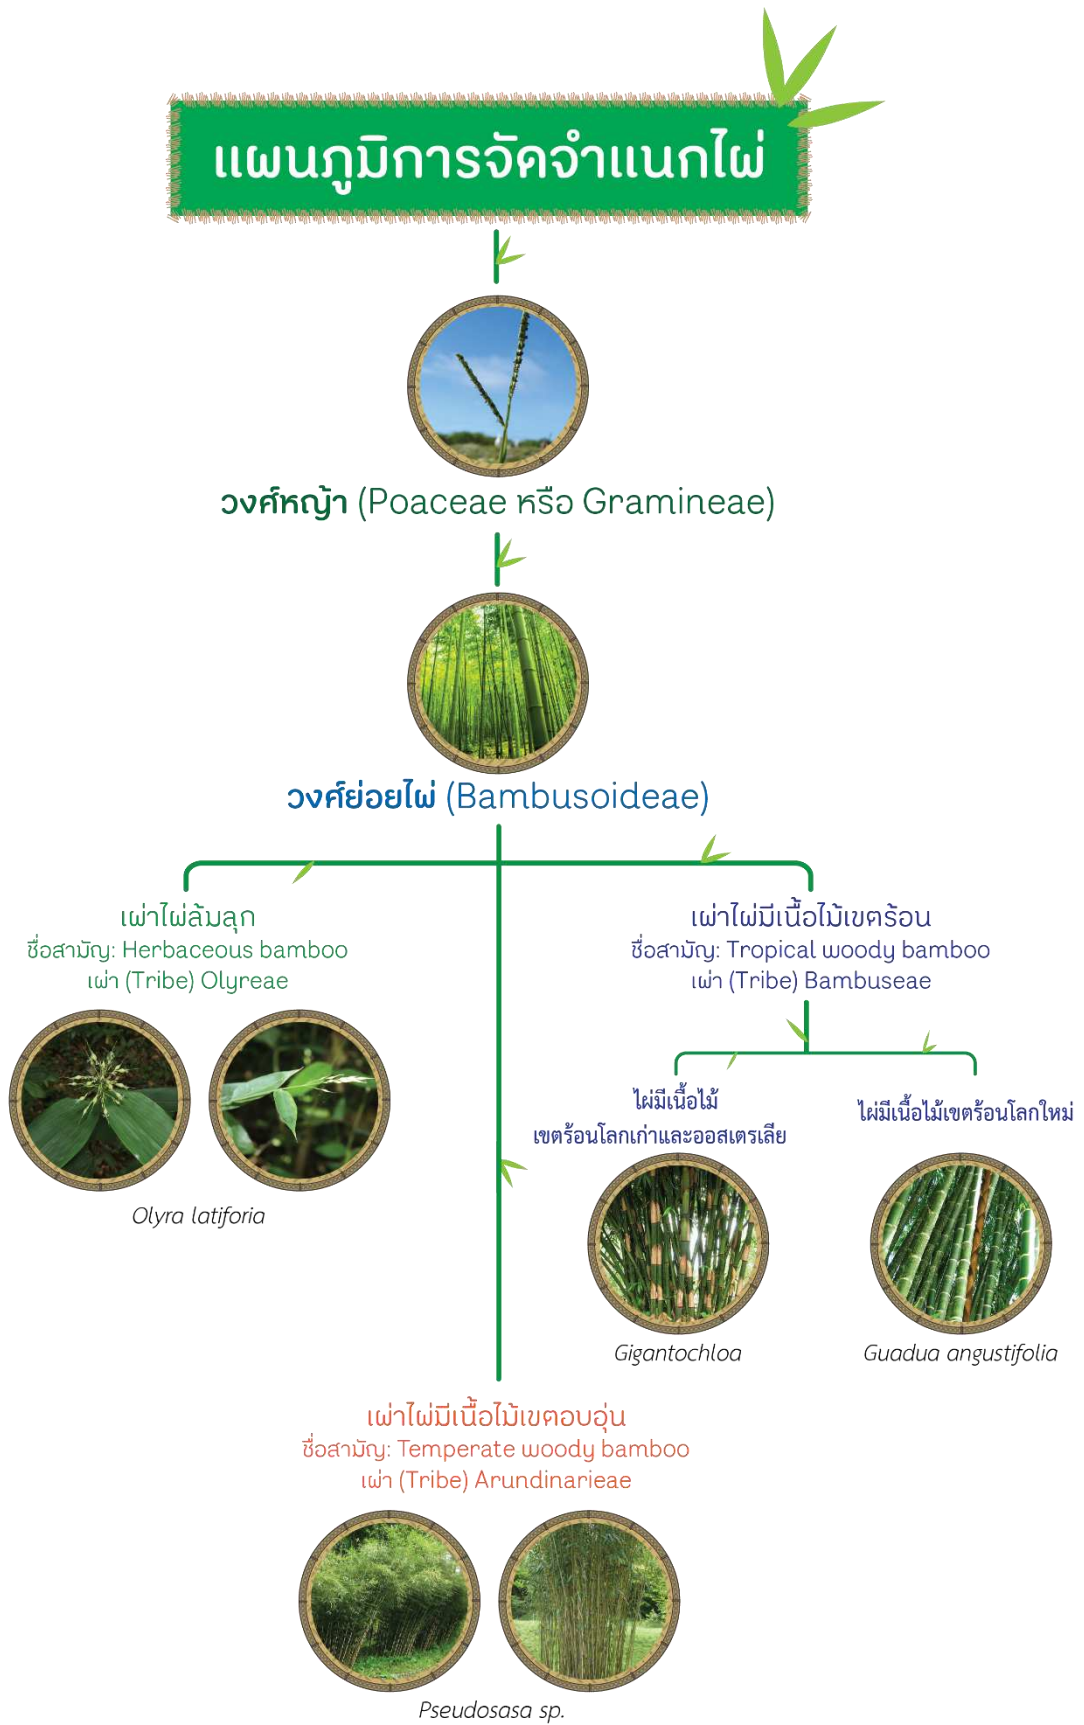 แผนภูมิการจัดจำแนกไผ่
วงศ์หญ้า (Poaceae หรือ Gramineae)
วงศ์ย่อยไผ่ (Bambusoideae)
เผ่าไผ่ล้มลุก
ชื่อสามัญ: Herbaceous bamboo
เผ่า (Tribe) Olyreae
Olyra latiforia
เผ่าไผ่มีเนื้อไม้เขตร้อน
ชื่อสามัญ: Tropical woody bamboo
เผ่า (Tribe) Bambuseae
ไผ่มีเนื้อไม้
เขตร้อนโลกเก่าและออสเตรเลีย
Gigantochloa
ไผ่มีเนื้อไม้เขตร้อนโลกใหม่
Guadua angustifolia
เผ่าไผ่มีเนื้อไม้เขตอบอุ่น
ชื่อสามัญ: Temperate woody bamboo
เผ่า (Tribe) Arundinarieae
Pseudosasa sp.